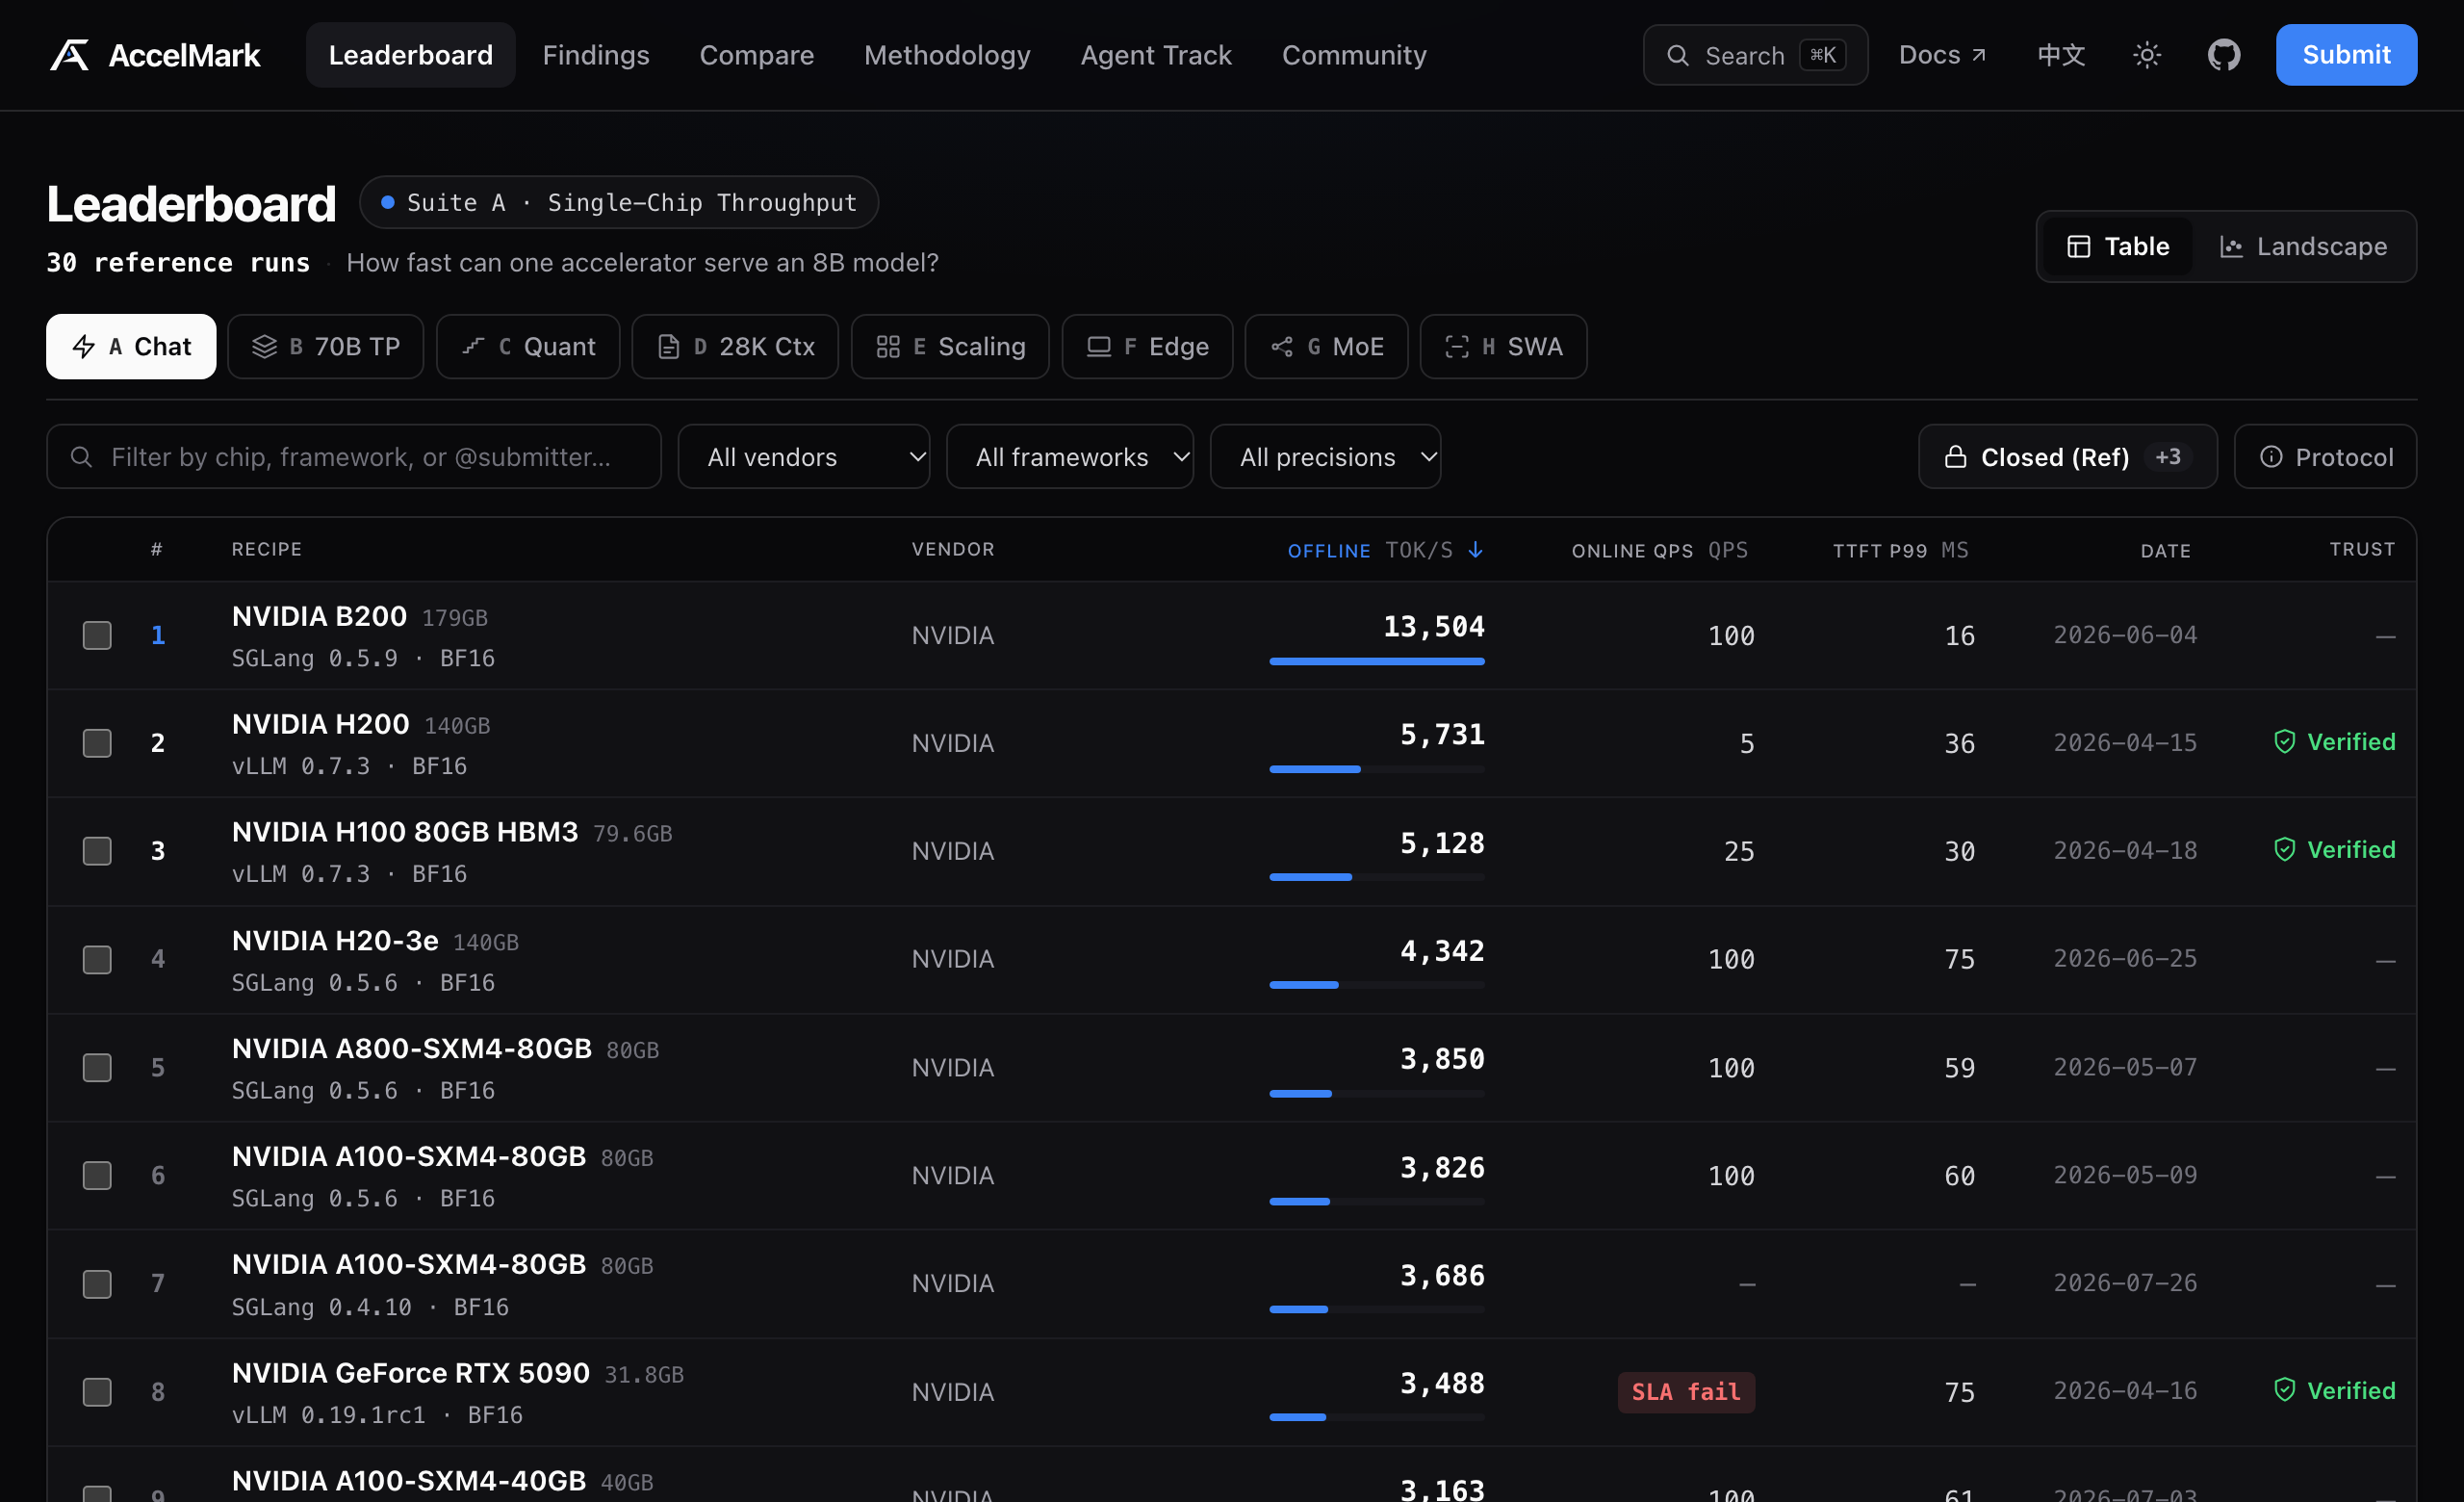 AccelMark Leaderboard Findings Compare Methodology Agent Track Community Search ⌘K Docs ↗ 中文 Submit
Leaderboard Suite A · Single-Chip Throughput
30 reference runs · How fast can one accelerator serve an 8B model?
Table Landscape
A Chat B 70B TP C Quant D 28K Ctx E Scaling F Edge G MoE H SWA
Filter by chip, framework, or @submitter... All vendors All frameworks All precisions Closed (Ref) +3 Protocol
# RECIPE VENDOR OFFLINE TOK/S ↓ ONLINE QPS QPS TTFT P99 MS DATE TRUST
1 NVIDIA B200 179GB NVIDIA 13,504 100 16 2026-06-04 —
SGLang 0.5.9 · BF16
2 NVIDIA H200 140GB NVIDIA 5,731 5 36 2026-04-15 Verified
vLLM 0.7.3 · BF16
3 NVIDIA H100 80GB HBM3 79.6GB NVIDIA 5,128 25 30 2026-04-18 Verified
vLLM 0.7.3 · BF16
4 NVIDIA H20-3e 140GB NVIDIA 4,342 100 75 2026-06-25 —
SGLang 0.5.6 · BF16
5 NVIDIA A800-SXM4-80GB 80GB NVIDIA 3,850 100 59 2026-05-07 —
SGLang 0.5.6 · BF16
6 NVIDIA A100-SXM4-80GB 80GB NVIDIA 3,826 100 60 2026-05-09 —
SGLang 0.5.6 · BF16
7 NVIDIA A100-SXM4-80GB 80GB NVIDIA 3,686 — — 2026-07-26 —
SGLang 0.4.10 · BF16
8 NVIDIA GeForce RTX 5090 31.8GB NVIDIA 3,488 SLA fail 75 2026-04-16 Verified
vLLM 0.19.1rc1 · BF16
9 NVIDIA A100-SXM4-40GB 40GB NVIDIA 3,163 100 61 2026-07-03